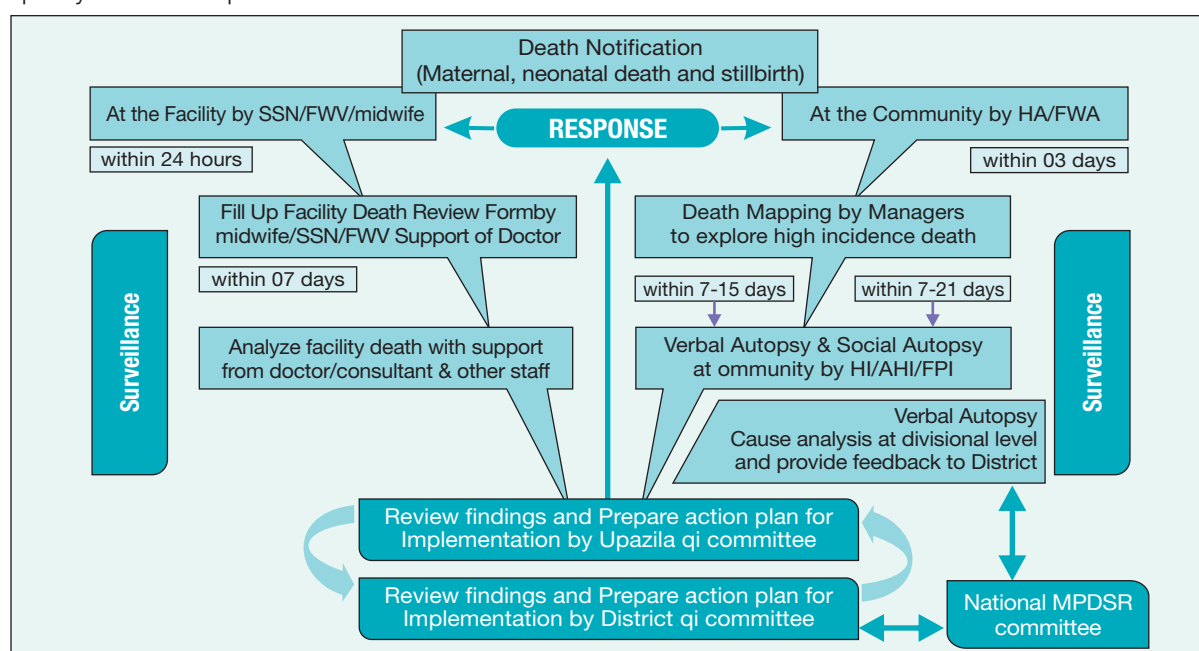 Death Notification
(Maternal, neonatal death and stillbirth)
At the Facility by SSN/FWV/midwife
RESPONSE
At the Community by HA/FWA
within 24 hours
within 03 days
Fill Up Facility Death Review Formby
midwife/SSN/FWV Support of Doctor
Death Mapping by Managers
to explore high incidence death
within 07 days
within 7-15 days
within 7-21 days
Surveillance
Analyze facility death with support
from doctor/consultant & other staff
Verbal Autopsy & Social Autopsy
at ommunity by HI/AHI/FPI
Surveillance
Verbal Autopsy
Cause analysis at divisional level
and provide feedback to District
Review findings and Prepare action plan for
Implementation by Upazila qi committee
Review findings and Prepare action plan for
Implementation by District qi committee
National MPDSR
committee